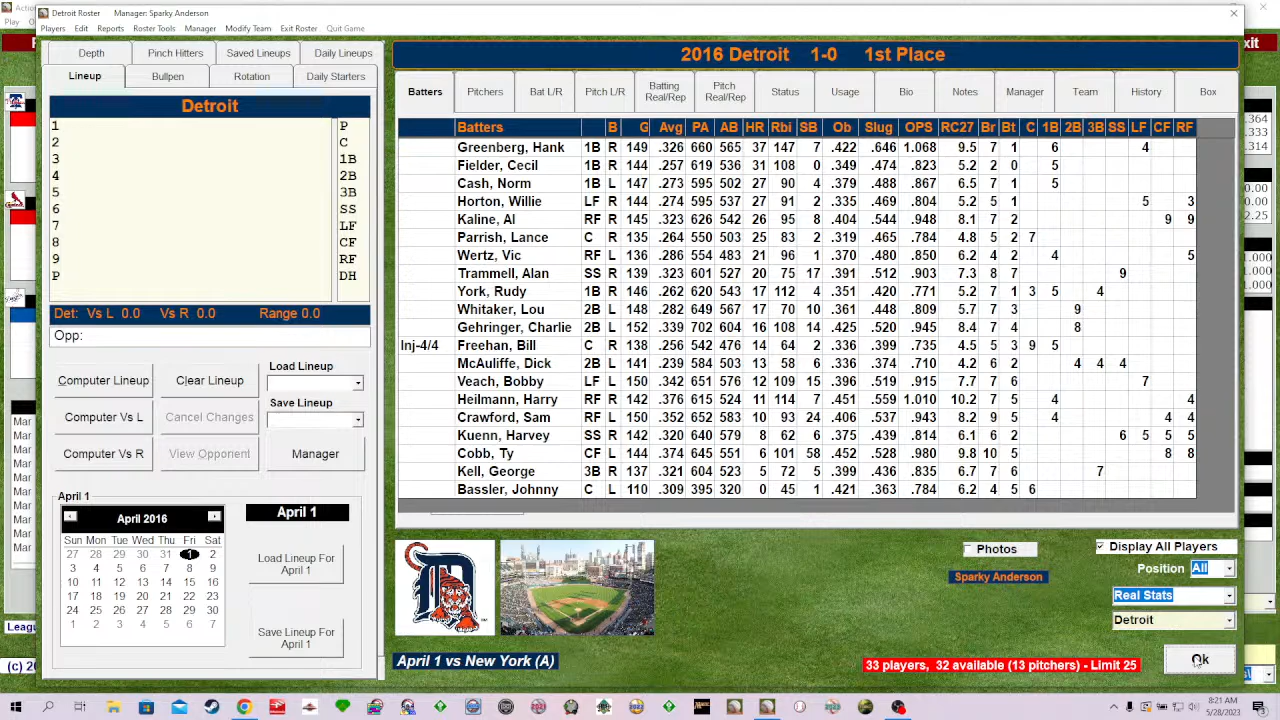 Detroit Roster Manager: Sparky Anderson
Players Edit Reports Roster Tools Manager Modify Team Exit Roster Quit Game
Depth Pinch Hitters Saved Lineups Daily Lineups
Lineup Bullpen Rotation Daily Starters
Detroit
1 P
2 C
3 1B
4 2B
5 3B
6 SS
7 LF
8 CF
9 RF
P DH
Det: Vs L 0.0 Vs R 0.0 Range 0.0
Opp:
Computer Lineup Clear Lineup Load Lineup
Computer Vs L Cancel Changes Save Lineup
Computer Vs R View Opponent Manager
April 1
April 2016
Sun Mon Tue Wed Thu Fri Sat
27 28 29 30 31 1 2
3 4 5 6 7 8 9
10 11 12 13 14 15 16
17 18 19 20 21 22 23
24 25 26 27 28 29 30
1 2 3 4 5 6 7
April 1
Load Lineup For
April 1
Save Lineup For
April 1
2016 Detroit 1-0 1st Place
Batters Pitchers Bat L/R Pitch L/R Batting Real/Rep Pitch Real/Rep Status Usage Bio Notes Manager Team History Box
Batters B G Avg PA AB HR Rbi SB Ob Slug OPS RC27 Br Bt C 1B 2B 3B SS LF CF RF
Greenberg, Hank 1B R 149 .326 660 565 37 147 7 .422 .646 1.068 9.5 7 1 6 4
Fielder, Cecil 1B R 144 .257 619 536 31 108 0 .349 .474 .823 5.2 2 0 5
Cash, Norm 1B L 147 .273 595 502 27 90 4 .379 .488 .867 6.5 7 1 5
Horton, Willie LF R 144 .274 595 537 27 91 2 .335 .469 .804 5.2 5 1 5 3
Kaline, Al RF R 145 .323 626 542 26 95 8 .404 .544 .948 8.1 7 2 9 9
Parrish, Lance C R 135 .264 550 503 25 83 2 .319 .465 .784 4.8 5 2 7
Wertz, Vic RF L 136 .286 554 483 21 96 1 .370 .480 .850 6.2 4 2 4 5
Trammell, Alan SS R 139 .323 601 527 20 75 17 .391 .512 .903 7.3 8 7 9
York, Rudy 1B R 146 .262 620 543 17 112 4 .351 .420 .771 5.2 7 1 3 5 4
Whitaker, Lou 2B L 148 .282 649 567 17 70 10 .361 .448 .809 5.7 7 3 9
Gehringer, Charlie 2B L 152 .339 702 604 16 108 14 .425 .520 .945 8.4 7 4 8
Inj-4/4 Freehan, Bill C R 138 .256 542 476 14 64 2 .336 .399 .735 4.5 5 3 9 5
McAuliffe, Dick 2B L 141 .239 584 503 13 58 6 .336 .374 .710 4.2 6 2 4 4 4
Veach, Bobby LF L 150 .342 651 576 12 109 15 .396 .519 .915 7.7 7 6 7
Heilmann, Harry RF R 142 .376 615 524 11 114 7 .451 .559 1.010 10.2 7 5 4 4
Crawford, Sam RF L 150 .352 652 583 10 93 24 .406 .537 .943 8.2 9 5 4 4 4
Kuenn, Harvey SS R 142 .320 640 579 8 62 6 .375 .439 .814 6.1 6 2 6 5 5 5
Cobb, Ty CF L 144 .374 645 551 6 101 58 .452 .528 .980 9.8 10 5 8 8
Kell, George 3B R 137 .321 604 523 5 72 5 .399 .436 .835 6.7 7 6 7
Bassler, Johnny C L 110 .309 395 320 0 45 1 .421 .363 .784 6.2 4 5 6
Photos Display All Players
Sparky Anderson Position All
Real Stats
Detroit
April 1 vs New York (A) 33 players, 32 available (13 pitchers) - Limit 25 Ok
8:21 AM
5/28/2023